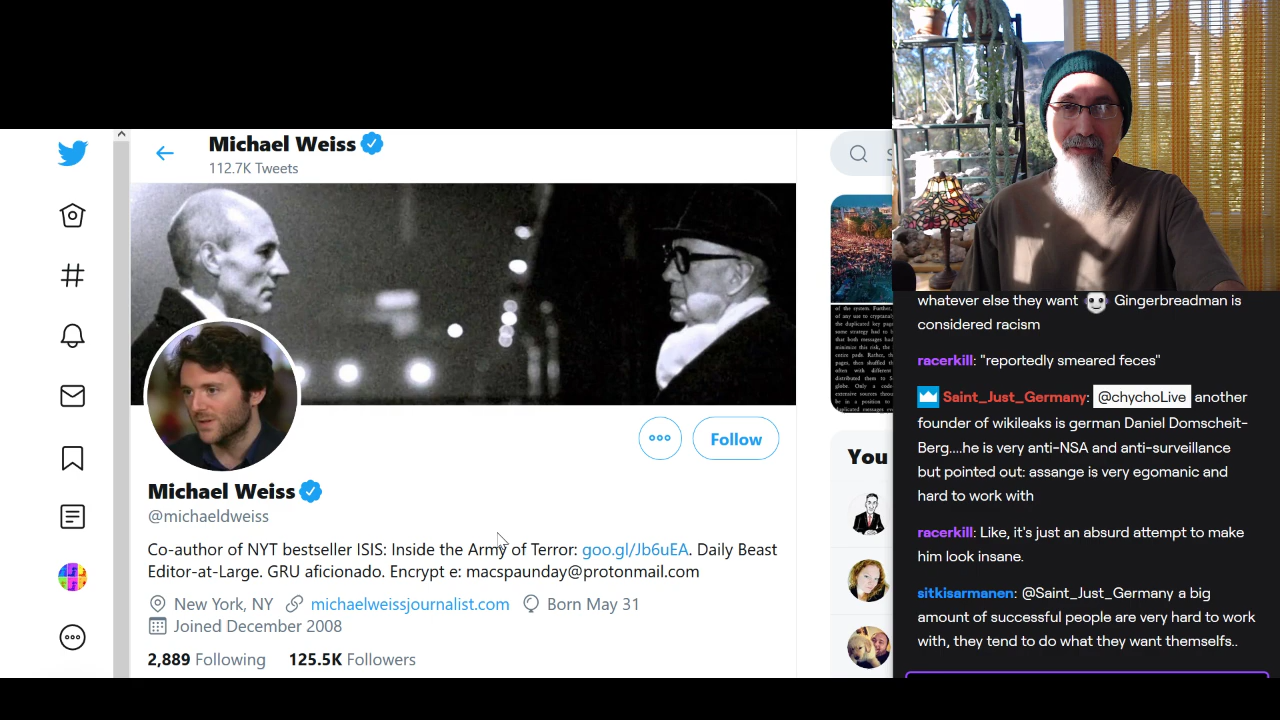 Michael Weiss
112.7K Tweets
Follow
Michael Weiss
@michaeldweiss
Co-author of NYT bestseller ISIS: Inside the Army of Terror: goo.gl/Jb6uEA. Daily Beast
Editor-at-Large. GRU aficionado. Encrypt e: macspaunday@protonmail.com
New York, NY michaelweissjournalist.com Born May 31
Joined December 2008
2,889 Following 125.5K Followers
S
You
whatever else they want Gingerbreadman is
considered racism
racerkill: "reportedly smeared feces"
Saint_Just_Germany: @chychoLive another
founder of wikileaks is german Daniel Domscheit-
Berg....he is very anti-NSA and anti-surveillance
but pointed out: assange is very egomanic and
hard to work with
racerkill: Like, it's just an absurd attempt to make
him look insane.
sitkisarmanen: @Saint_Just_Germany a big
amount of successful people are very hard to work
with, they tend to do what they want themselfs..